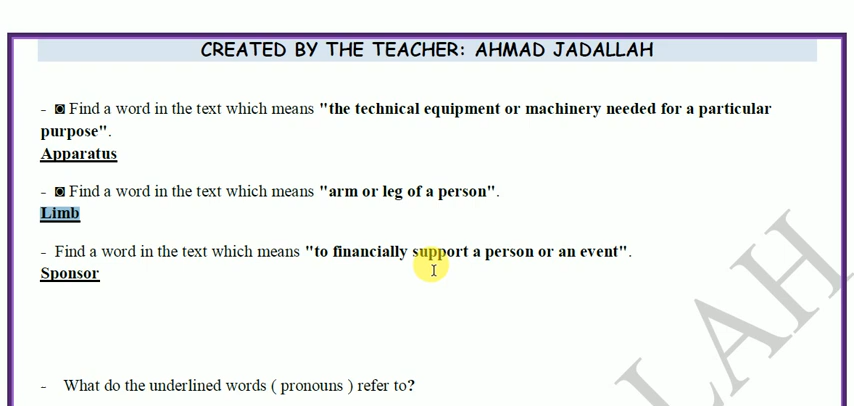 CREATED BY THE TEACHER: AHMAD JADALLAH
- ◙ Find a word in the text which means "the technical equipment or machinery needed for a particular
purpose".
Apparatus
- ◙ Find a word in the text which means "arm or leg of a person".
Limb
- Find a word in the text which means "to financially support a person or an event".
Sponsor
- What do the underlined words ( pronouns ) refer to?
LAH